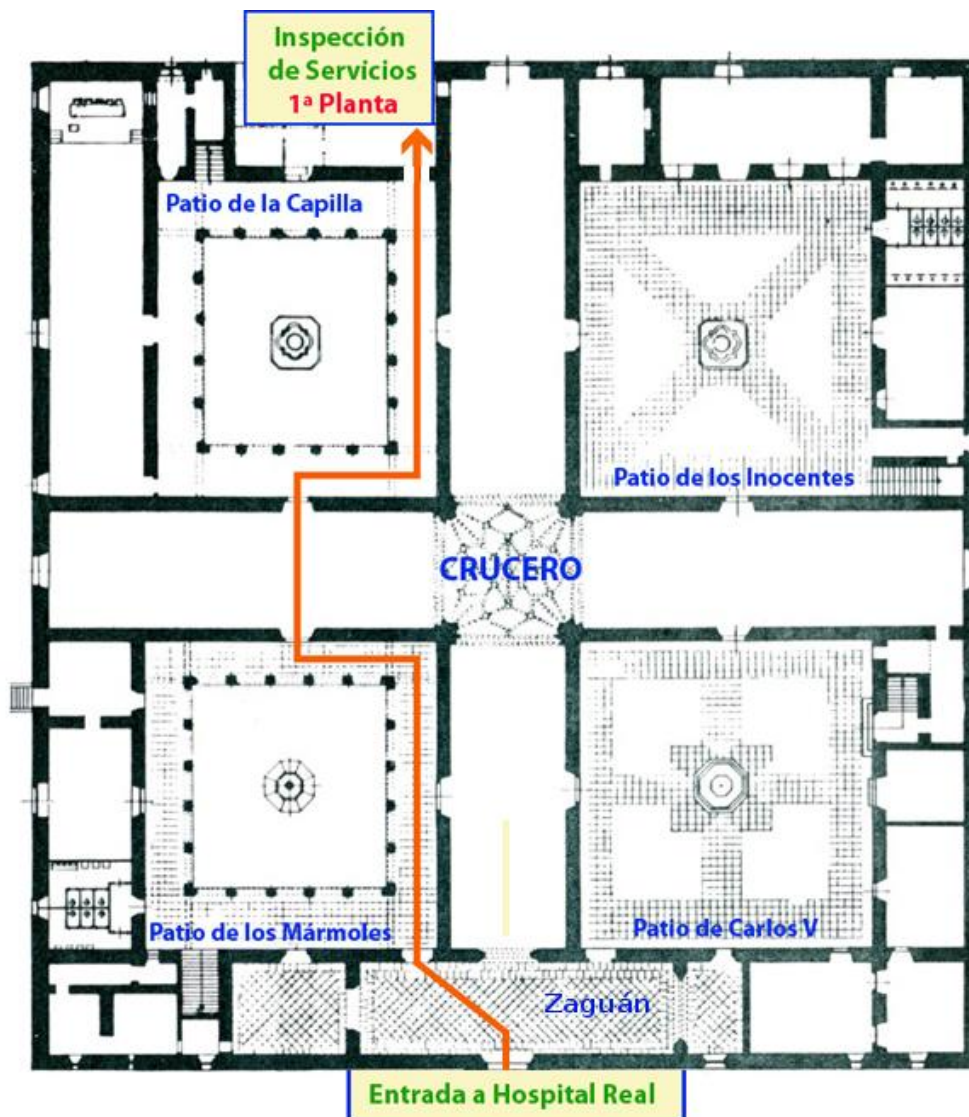 Inspección
de Servicios
1ª Planta
Patio de la Capilla
Patio de los Inocentes
CRUCERO
Patio de los Mármoles
Patio de Carlos V
Zaguán
Entrada a Hospital Real